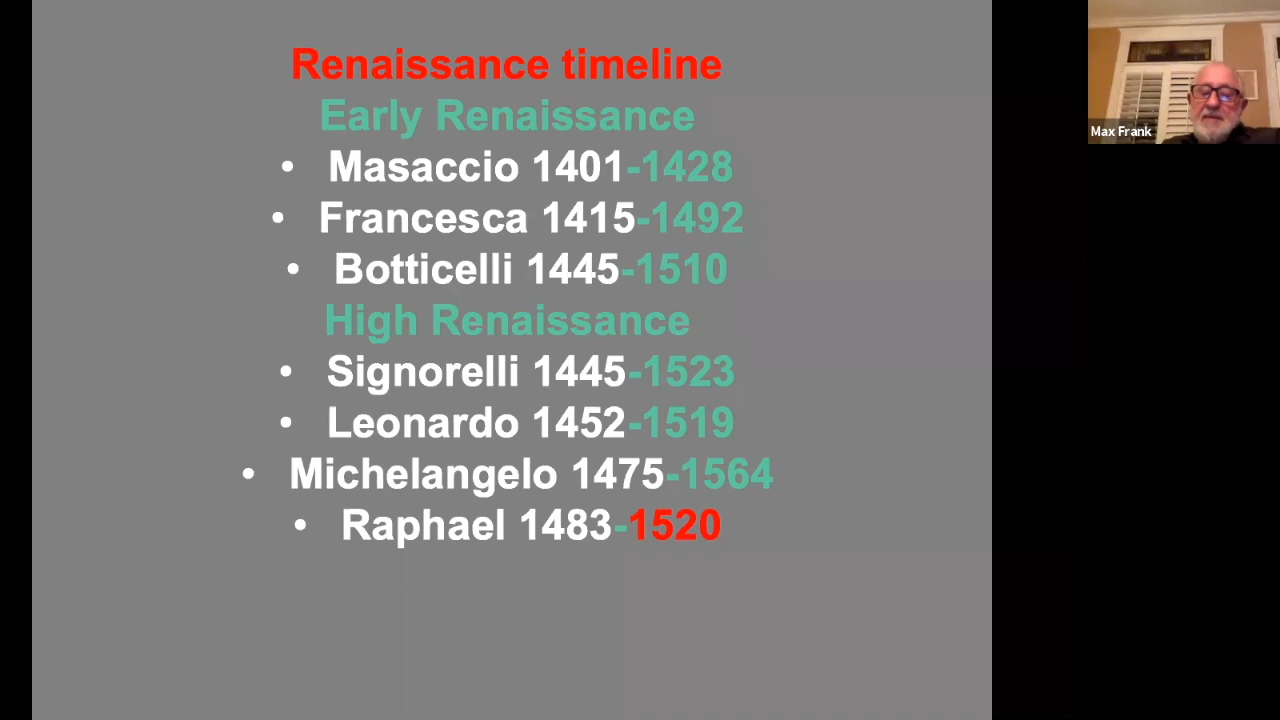 Renaissance timeline
Early Renaissance
• Masaccio 1401-1428
• Francesca 1415-1492
• Botticelli 1445-1510
High Renaissance
• Signorelli 1445-1523
• Leonardo 1452-1519
• Michelangelo 1475-1564
• Raphael 1483-1520
Max Frank